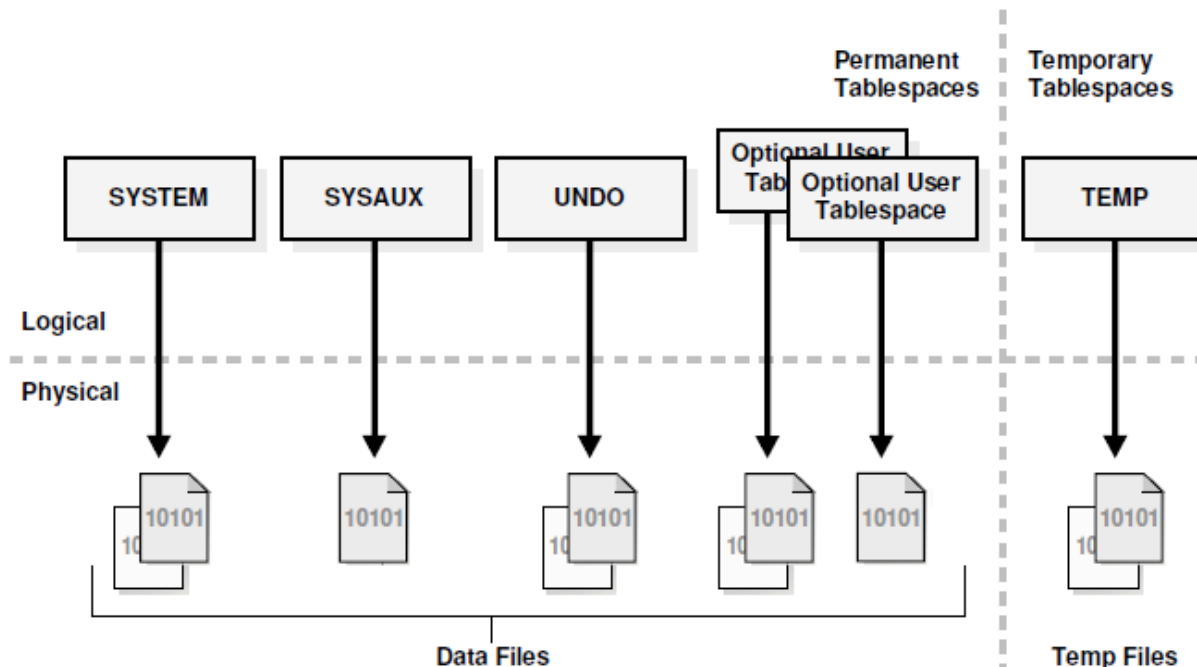 Permanent
Tablespaces
Temporary
Tablespaces
SYSTEM
SYSAUX
UNDO
Optional User
Optional User
Tablespace
TEMP
Logical
Physical
10101
10101
10101
10101
10101
10101
Data Files
Temp Files